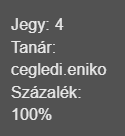 Jegy: 4
Tanár:
cegledi.eniko
Százalék:
100%